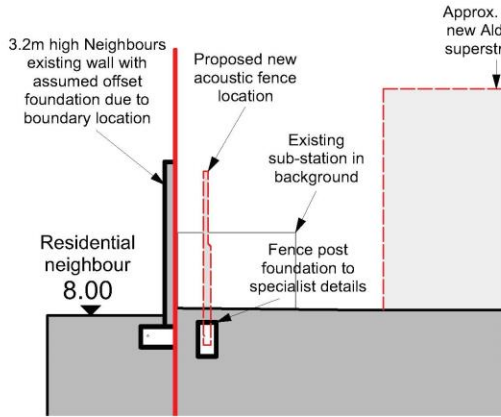 3.2m high Neighbours
existing wall with
assumed offset
foundation due to
boundary location
Proposed new
acoustic fence
location
Approx.
new Ald
superstr
Existing
sub-station in
background
Residential
neighbour
8.00
Fence post
foundation to
specialist details